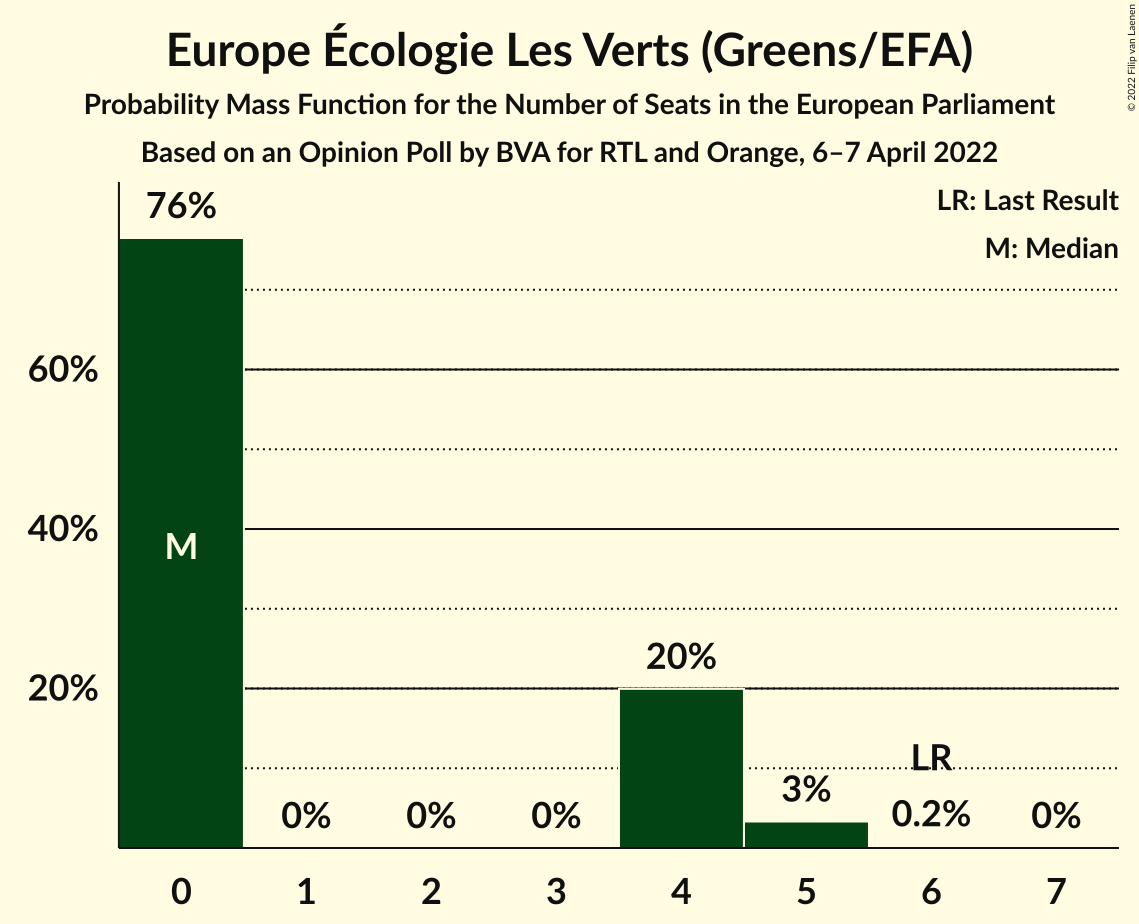 Europe Écologie Les Verts (Greens/EFA)
Probability Mass Function for the Number of Seats in the European Parliament
Based on an Opinion Poll by BVA for RTL and Orange, 6–7 April 2022
© 2022 Filip van Laenen
LR: Last Result
M: Median
76%
60%
40%
20%
M
0%
0%
0%
20%
3%
LR
0.2%
0%
0 1 2 3 4 5 6 7